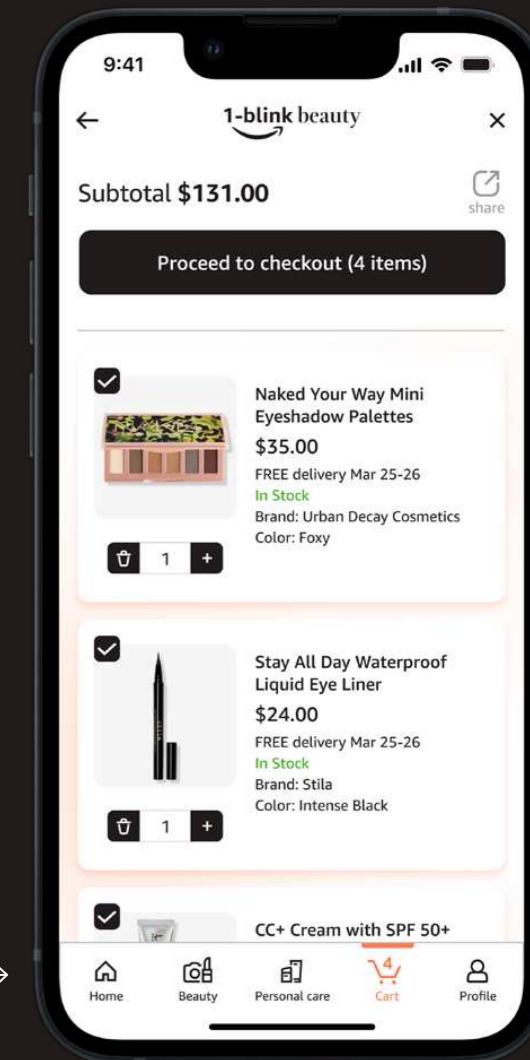 9:41
1-blink beauty
Subtotal $131.00
share
Proceed to checkout (4 items)
Naked Your Way Mini
Eyeshadow Palettes
$35.00
FREE delivery Mar 25-26
In Stock
Brand: Urban Decay Cosmetics
Color: Foxy
1
Stay All Day Waterproof
Liquid Eye Liner
$24.00
FREE delivery Mar 25-26
In Stock
Brand: Stila
Color: Intense Black
1
CC+ Cream with SPF 50+
4
Home
Beauty
Personal care
Cart
Profile